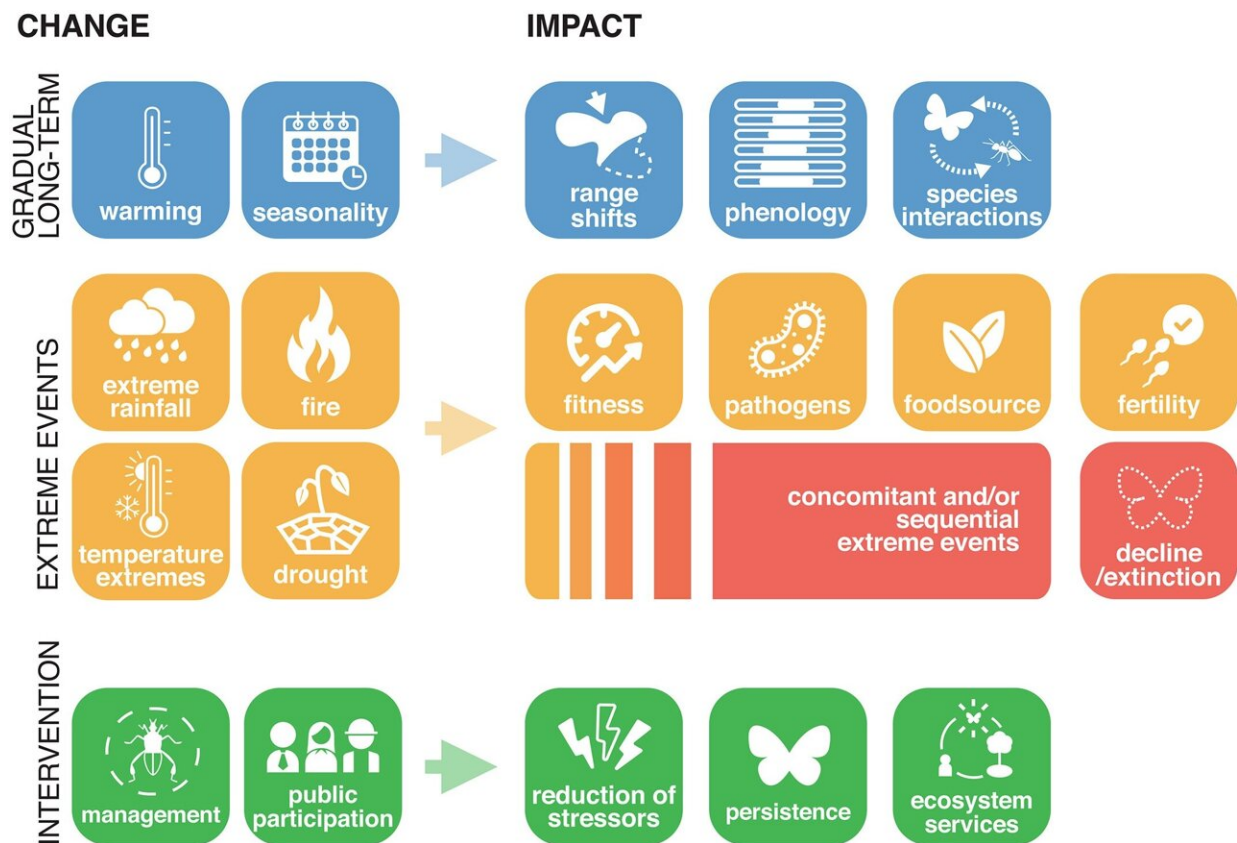 CHANGE
IMPACT
GRADUAL
LONG-TERM
warming
seasonality
range
shifts
phenology
species
interactions
EXTREME EVENTS
extreme
rainfall
fire
fitness
pathogens
foodsource
fertility
temperature
extremes
drought
concomitant and/or
sequential
extreme events
decline
/extinction
INTERVENTION
management
public
participation
reduction of
stressors
persistence
ecosystem
services